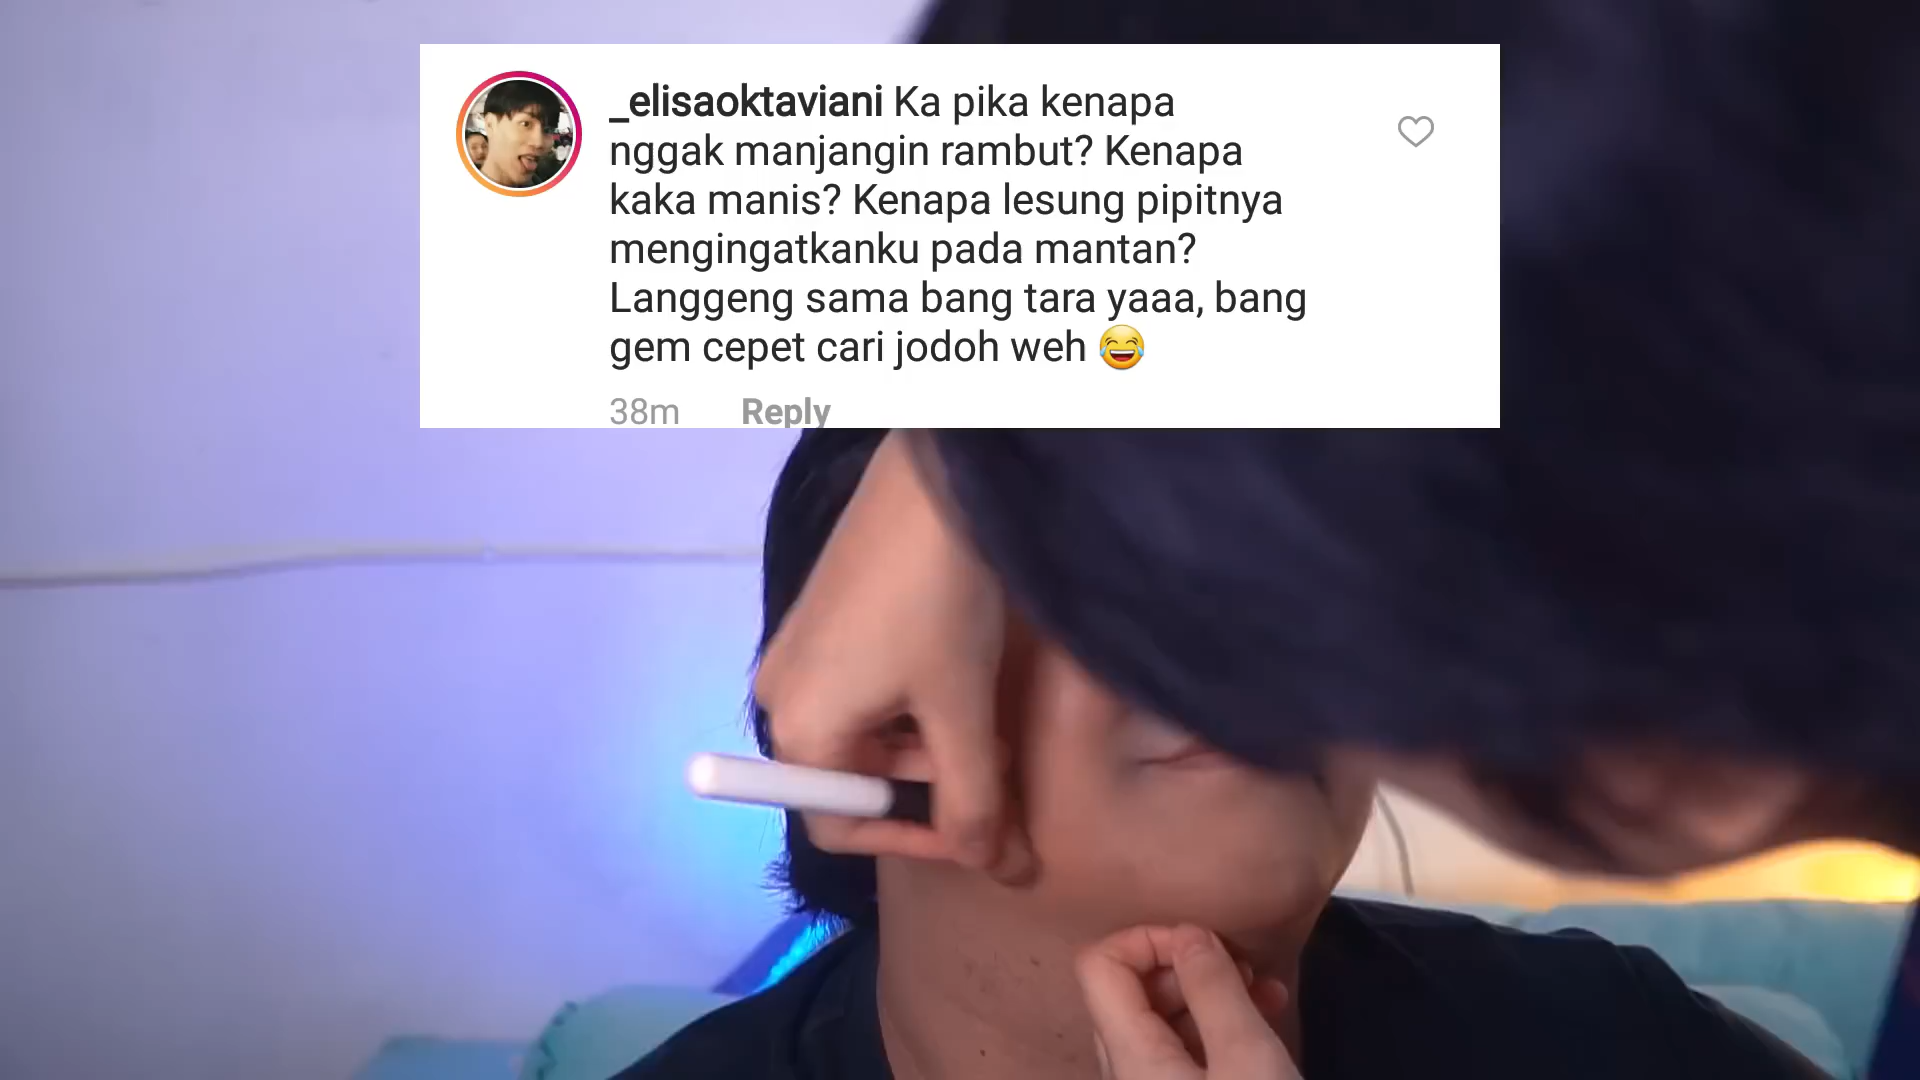 _elisaoktaviani Ka pika kenapa
nggak manjangin rambut? Kenapa
kaka manis? Kenapa lesung pipitnya
mengingatkanku pada mantan?
Langgeng sama bang tara yaaa, bang
gem cepet cari jodoh weh 😂
38m Reply